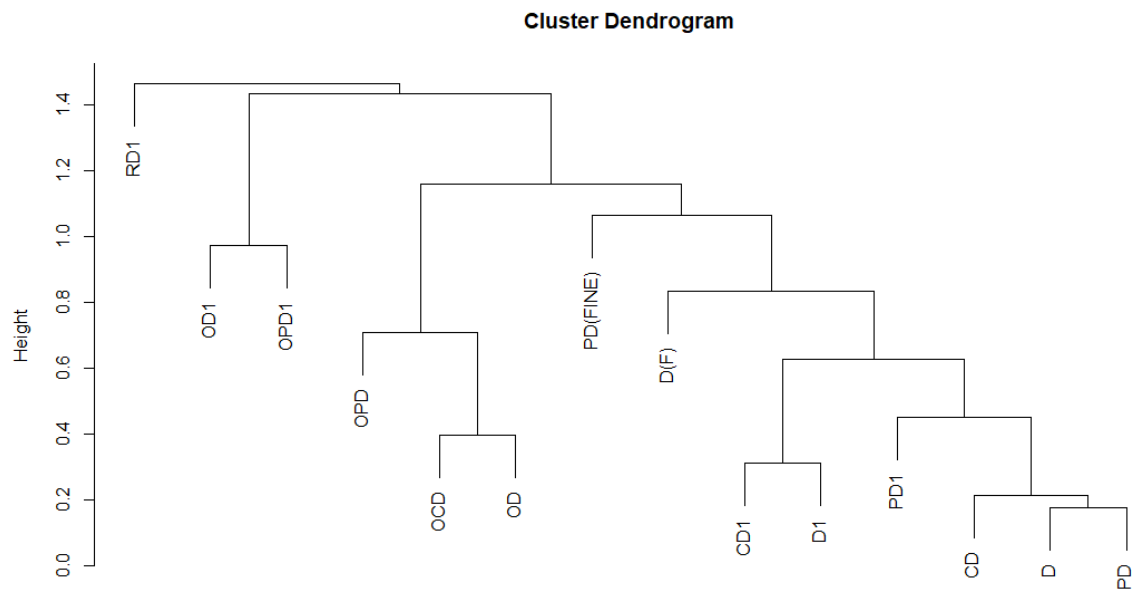 Cluster Dendrogram
Height
0.0
0.2
0.4
0.6
0.8
1.0
1.2
1.4
RD1
OD1
OPD1
OPD
OCD
OD
PD(FINE)
D(F)
CD1
D1
PD1
CD
D
PD